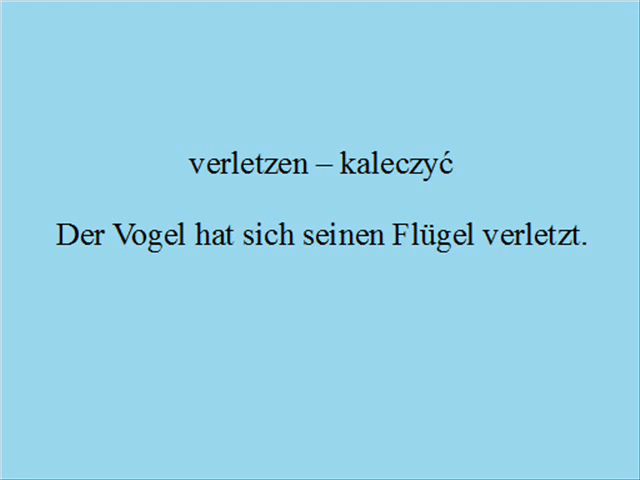 verletzen – kaleczyć
Der Vogel hat sich seinen Flügel verletzt.